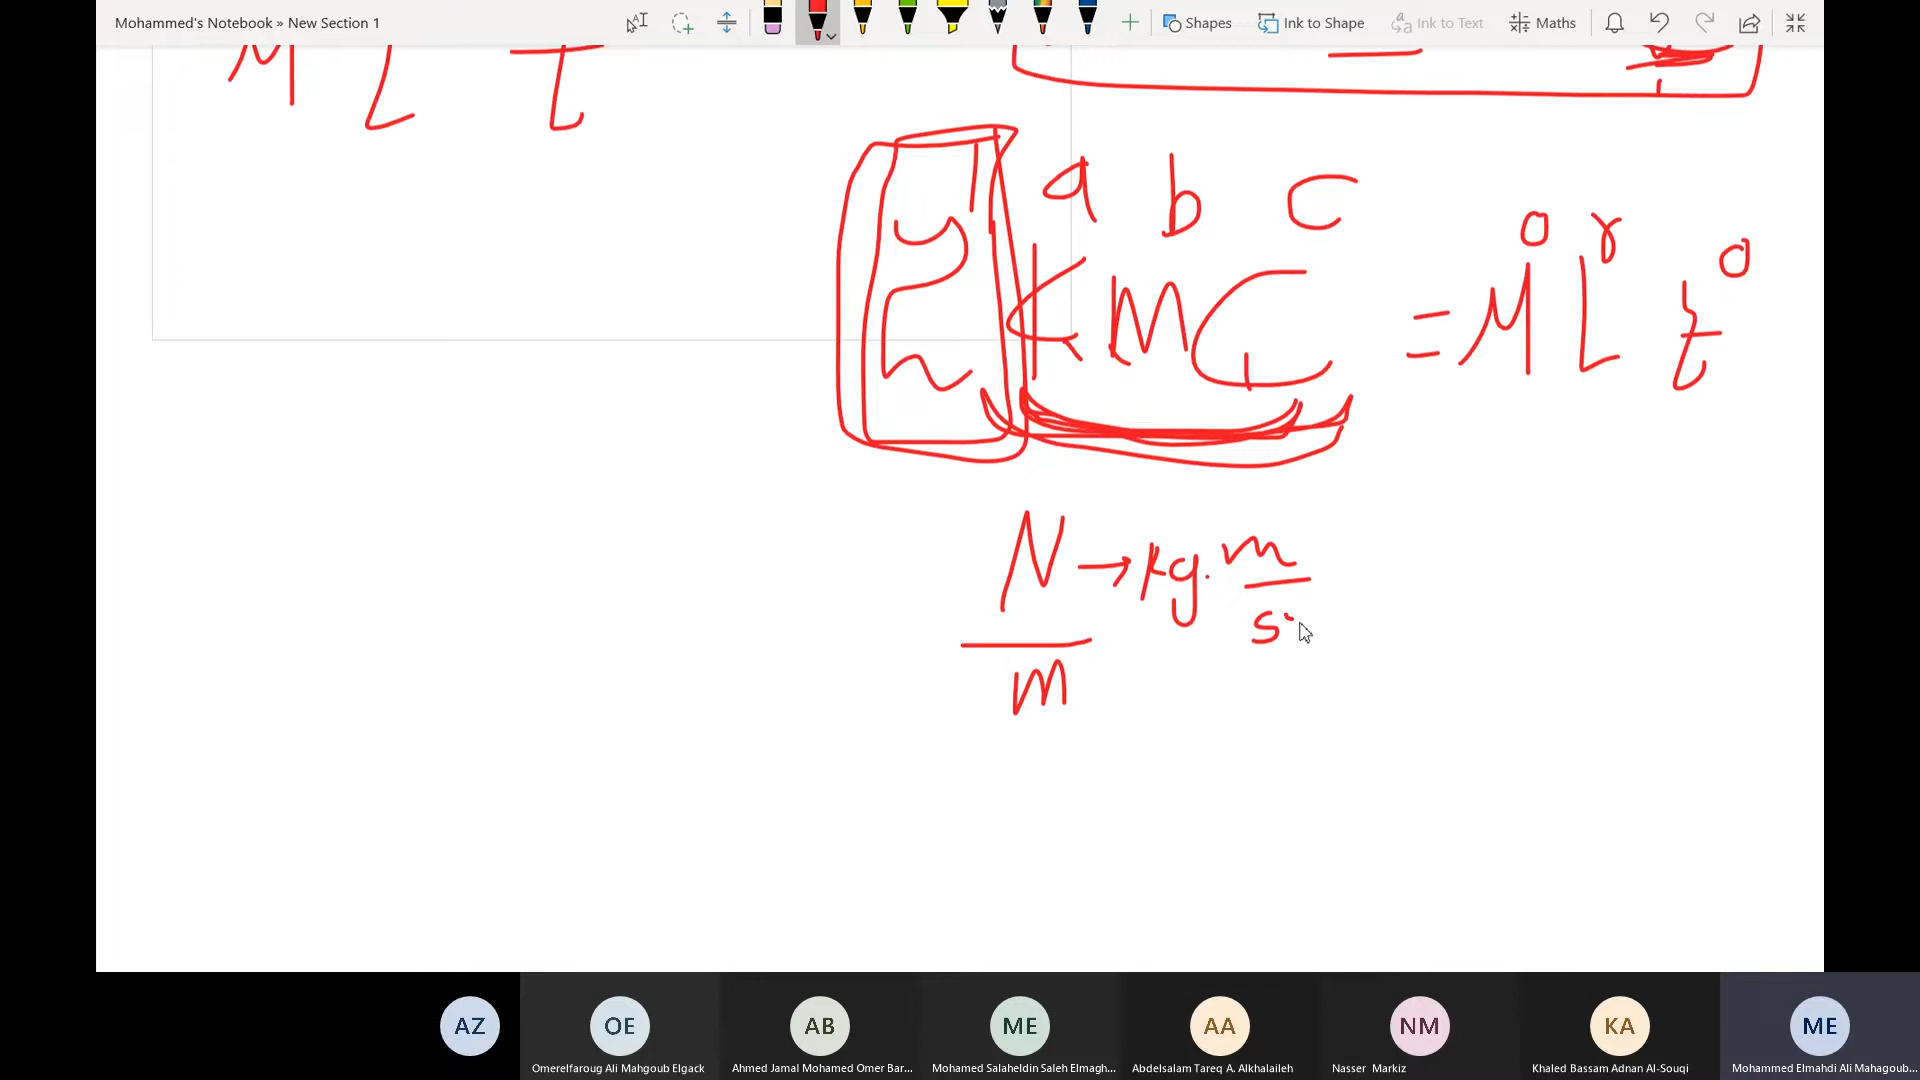 Mohammed's Notebook » New Section 1
Shapes Ink to Shape Ink to Text Maths
M L t
a b c
K M C = M⁰ L^r t⁰
N → kg. m
s
m
AZ OE AB ME AA NM KA ME
Omerelfaroug Ali Mahgoub Elgack Ahmed Jamal Mohamed Omer Bar... Mohamed Salaheldin Saleh Elmagh... Abdelsalam Tareq A. Alkhalaileh Nasser Markiz Khaled Bassam Adnan Al-Souqi Mohammed Elmahdi Ali Mahagoub...